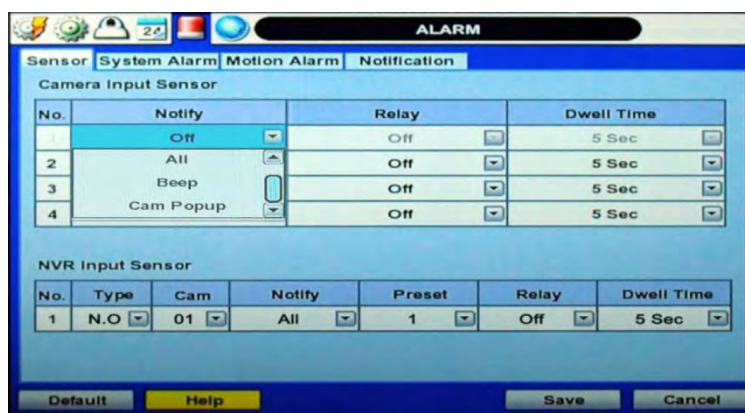 24
ALARM
Sensor System Alarm Motion Alarm Notification
Camera Input Sensor
No. Notify Relay Dwell Time
1 Off Off 5 Sec
2 All Off 5 Sec
3 Beep Off 5 Sec
4 Cam Popup Off 5 Sec
NVR Input Sensor
No. Type Cam Notify Preset Relay Dwell Time
1 N.O 01 All 1 Off 5 Sec
Default Help Save Cancel